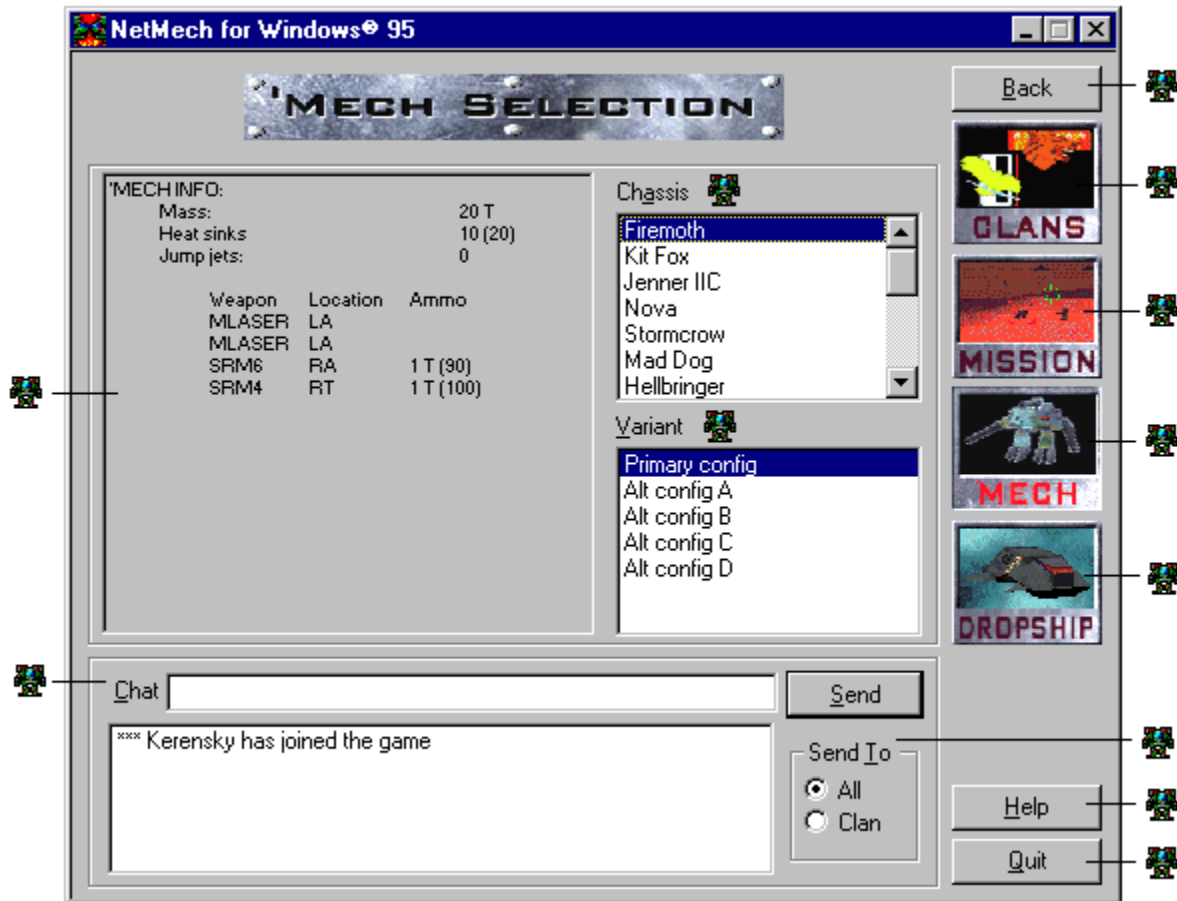 NetMech for Windows® 95
'MECH SELECTION
Back
CLANS
MISSION
MECH
DROPSHIP
'MECH INFO:
Mass: 20 T
Heat sinks 10 (20)
Jump jets: 0
Weapon Location Ammo
MLASER LA
MLASER LA
SRM6 RA 1 T (90)
SRM4 RT 1 T (100)
Chassis
Firemoth
Kit Fox
Jenner IIC
Nova
Stormcrow
Mad Dog
Hellbringer
Variant
Primary config
Alt config A
Alt config B
Alt config C
Alt config D
Chat
Send
*** Kerensky has joined the game
Send To
All
Clan
Help
Quit